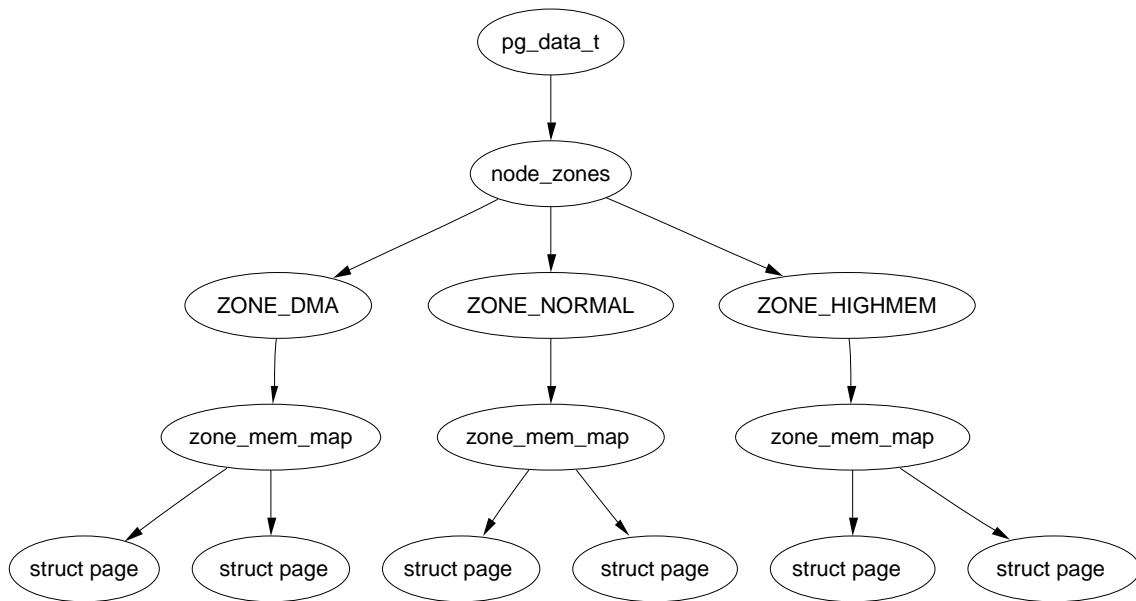 pg_data_t
node_zones
ZONE_DMA
ZONE_NORMAL
ZONE_HIGHMEM
zone_mem_map
zone_mem_map
zone_mem_map
struct page
struct page
struct page
struct page
struct page
struct page